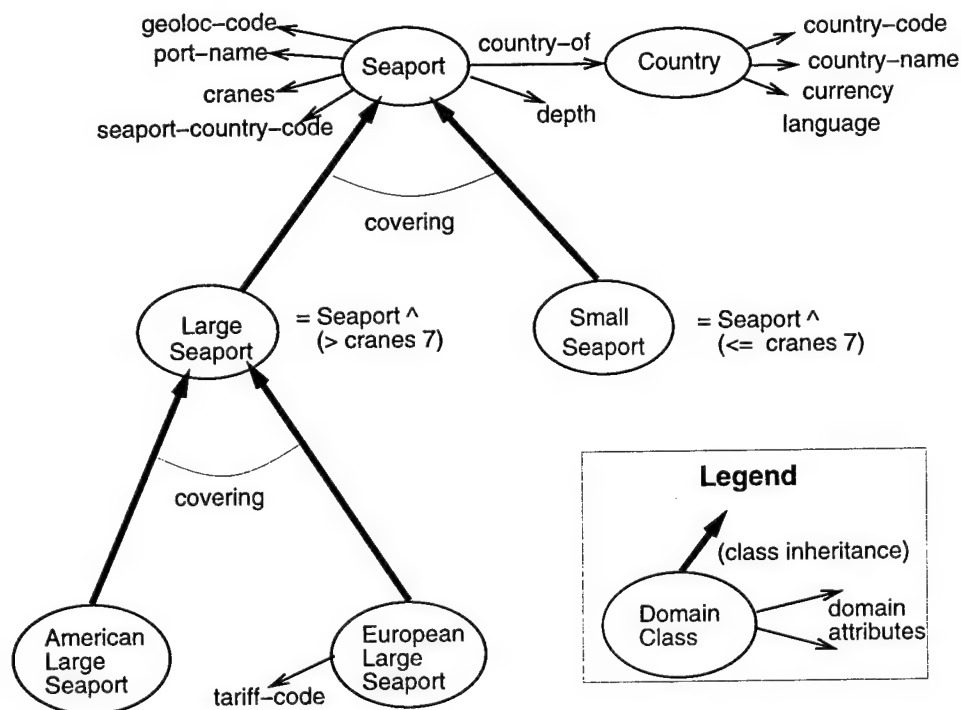 geoloc–code
port–name
cranes
seaport–country–code
Seaport
country–of
depth
Country
country–code
country–name
currency
language
covering
Large
Seaport
= Seaport ^
(> cranes 7)
Small
Seaport
= Seaport ^
(<= cranes 7)
covering
American
Large
Seaport
tariff–code
European
Large
Seaport
Legend
(class inheritance)
Domain
Class
domain
attributes